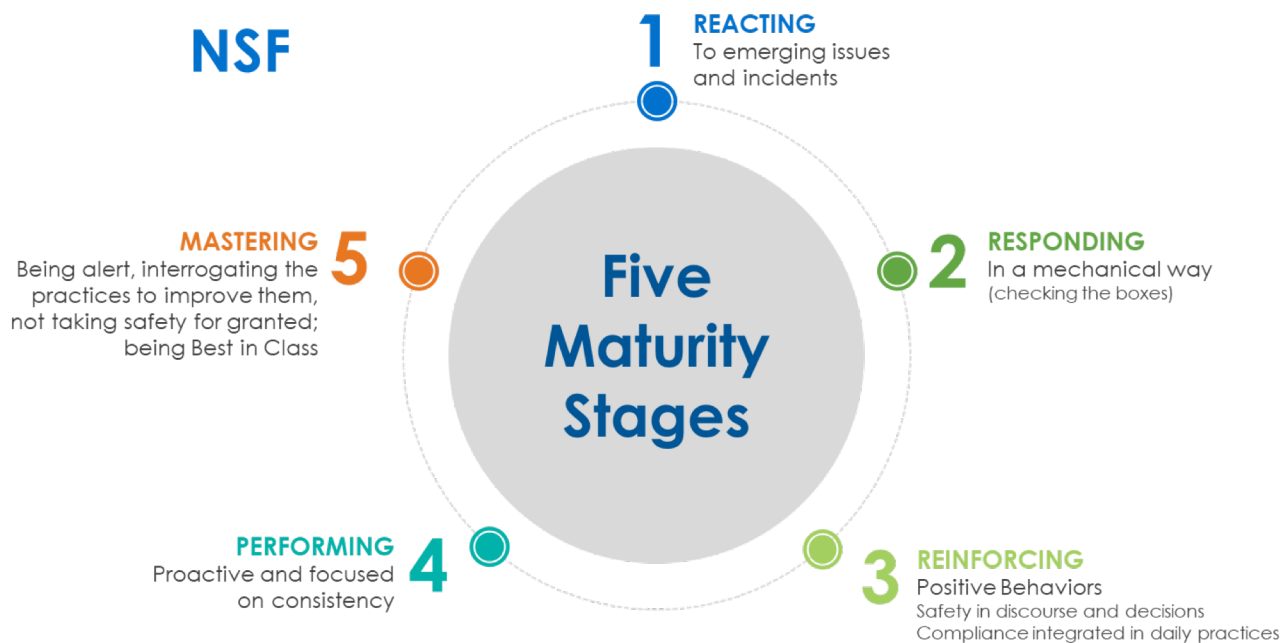 NSF
1
REACTING
To emerging issues
and incidents
2
RESPONDING
In a mechanical way
(checking the boxes)
3
REINFORCING
Positive Behaviors
Safety in discourse and decisions
Compliance integrated in daily practices
4
PERFORMING
Proactive and focused
on consistency
5
MASTERING
Being alert, interrogating the
practices to improve them,
not taking safety for granted;
being Best in Class
Five
Maturity
Stages